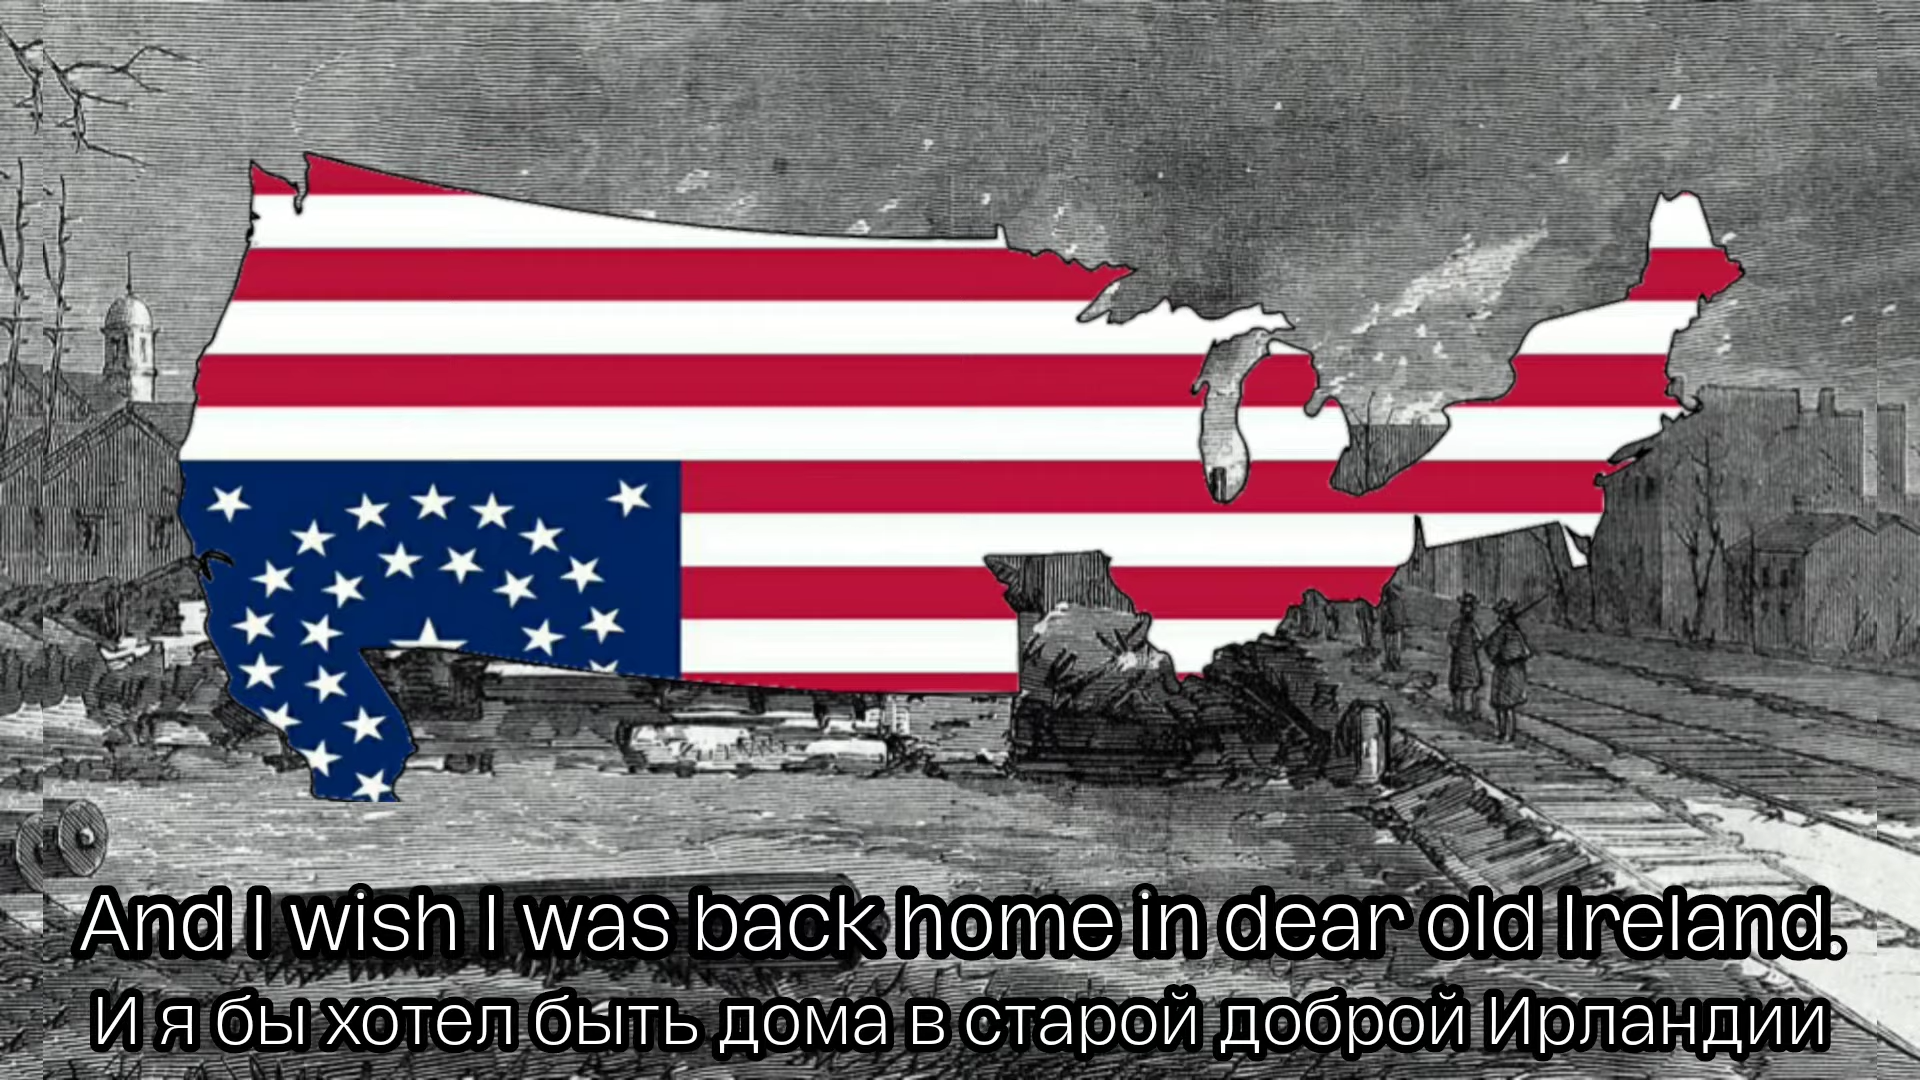 And I wish I was back home in dear old Ireland.
И я бы хотел быть дома в старой доброй Ирландии